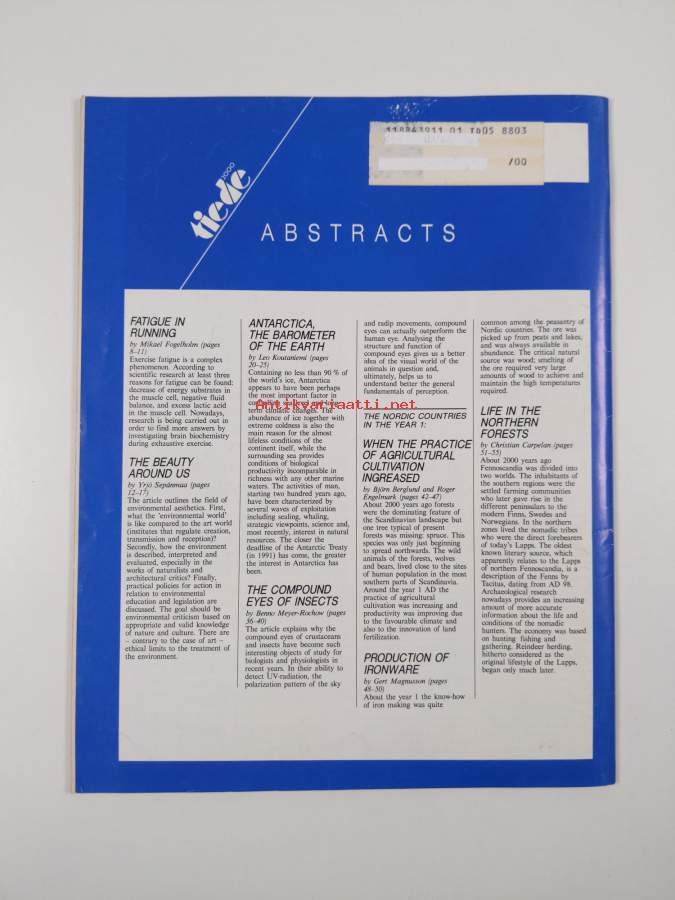 TA05 8803
/00
tiede
2000
ABSTRACTS
FATIGUE IN
RUNNING
by Mikael Fogelholm (pages
8–11)
Exercise fatigue is a complex
phenomenon. According to
scientific research at least three
reasons for fatigue can be found:
decrease of energy substrates in
the muscle cell, negative fluid
balance, and excess lactic acid
in the muscle cell. Nowadays,
research is being carried out in
order to find more answers by
investigating brain biochemistry
during exhaustive exercise.
THE BEAUTY
AROUND US
by Yrjö Sepänmaa (pages
12–17)
The article outlines the field of
environmental aesthetics. First,
what the 'environmental world'
is like compared to the art world
(institutes that regulate creation,
transmission and reception)?
Secondly, how the environment
is described, interpreted and
evaluated, especially in the
works of naturalists and
architectural critics? Finally,
practical policies for action in
relation to environmental
education and legislation are
discussed. The goal should be
environmental criticism based on
appropriate and valid knowledge
of nature and culture. There are
– contrary to the case of art –
ethical limits to the treatment of
the environment.
ANTARCTICA,
THE BAROMETER
OF THE EARTH
by Leo Koutaniemi (pages
20–25)
Containing no less than 90 % of
the world's ice, Antarctica
appears to have been perhaps
the most important factor in
Antikvariaatti.net
term climatic changes. The
abundance of ice together with
extreme coldness is also the
main reason for the almost
lifeless conditions of the
continent itself, while the
surrounding sea provides
conditions of biological
productivity incomparable in
richness with any other marine
waters. The activities of man,
starting two hundred years ago,
have been characterized by
several waves of exploitation
including sealing, whaling,
strategic viewpoints, science and,
most recently, interest in natural
resources. The closer the
deadline of the Antarctic Treaty
(in 1991) has come, the greater
the interest in Antarctica has
been.
THE COMPOUND
EYES OF INSECTS
by Benno Meyer-Rochow (pages
36–40)
The article explains why the
compound eyes of crustaceans
and insects have become such
interesting objects of study for
biologists and physiologists in
recent years. In their ability to
detect UV-radiation, the
polarization pattern of the sky
and radip movements, compound
eyes can actually outperform the
human eye. Analysing the
structure and function of
compound eyes gives us a better
idea of the visual world of the
animals in question and,
ultimately, helps us to
understand better the general
fundamentals of perception.
THE NORDIC COUNTRIES
IN THE YEAR 1:
WHEN THE PRACTICE
OF AGRICULTURAL
CULTIVATION
INGREASED
by Björn Berglund and Roger
Engelmark (pages 42–47)
About 2000 years ago forests
were the dominating feature of
the Scandinavian landscape but
one tree typical of present
forests was missing: spruce. This
species was only just beginning
to spread northwards. The wild
animals of the forests, wolves
and bears, lived close to the sites
of human population in the most
southern parts of Scandinavia.
Around the year 1 AD the
practice of agricultural
cultivation was increasing and
productivity was improving due
to the favourable climate and
also to the innovation of land
fertilization.
PRODUCTION OF
IRONWARE
by Gert Magnusson (pages
48–50)
About the year 1 the know-how
of iron making was quite
common among the peasantry of
Nordic countries. The ore was
picked up from peats and lakes,
and was always available in
abundance. The critical natural
source was wood; smelting of
the ore required very large
amounts of wood to achieve and
maintain the high temperatures
required.
LIFE IN THE
NORTHERN
FORESTS
by Christian Carpelan (pages
51–55)
About 2000 years ago
Fennoscandia was divided into
two worlds. The inhabitants of
the southern regions were the
settled farming communities
who later gave rise in the
different peninsulars to the
modern Finns, Swedes and
Norwegians. In the northern
zones lived the nomadic tribes
who were the direct forebearers
of today's Lapps. The oldest
known literary source, which
apparently relates to the Lapps
of northern Fennoscandia, is a
description of the Fenns by
Tacitus, dating from AD 98.
Archaeological research
nowadays provides an increasing
amount of more accurate
information about the life and
conditions of the nomadic
hunters. The economy was based
on hunting fishing and
gathering. Reindeer herding,
hitherto considered as the
original lifestyle of the Lapps,
began only much later.